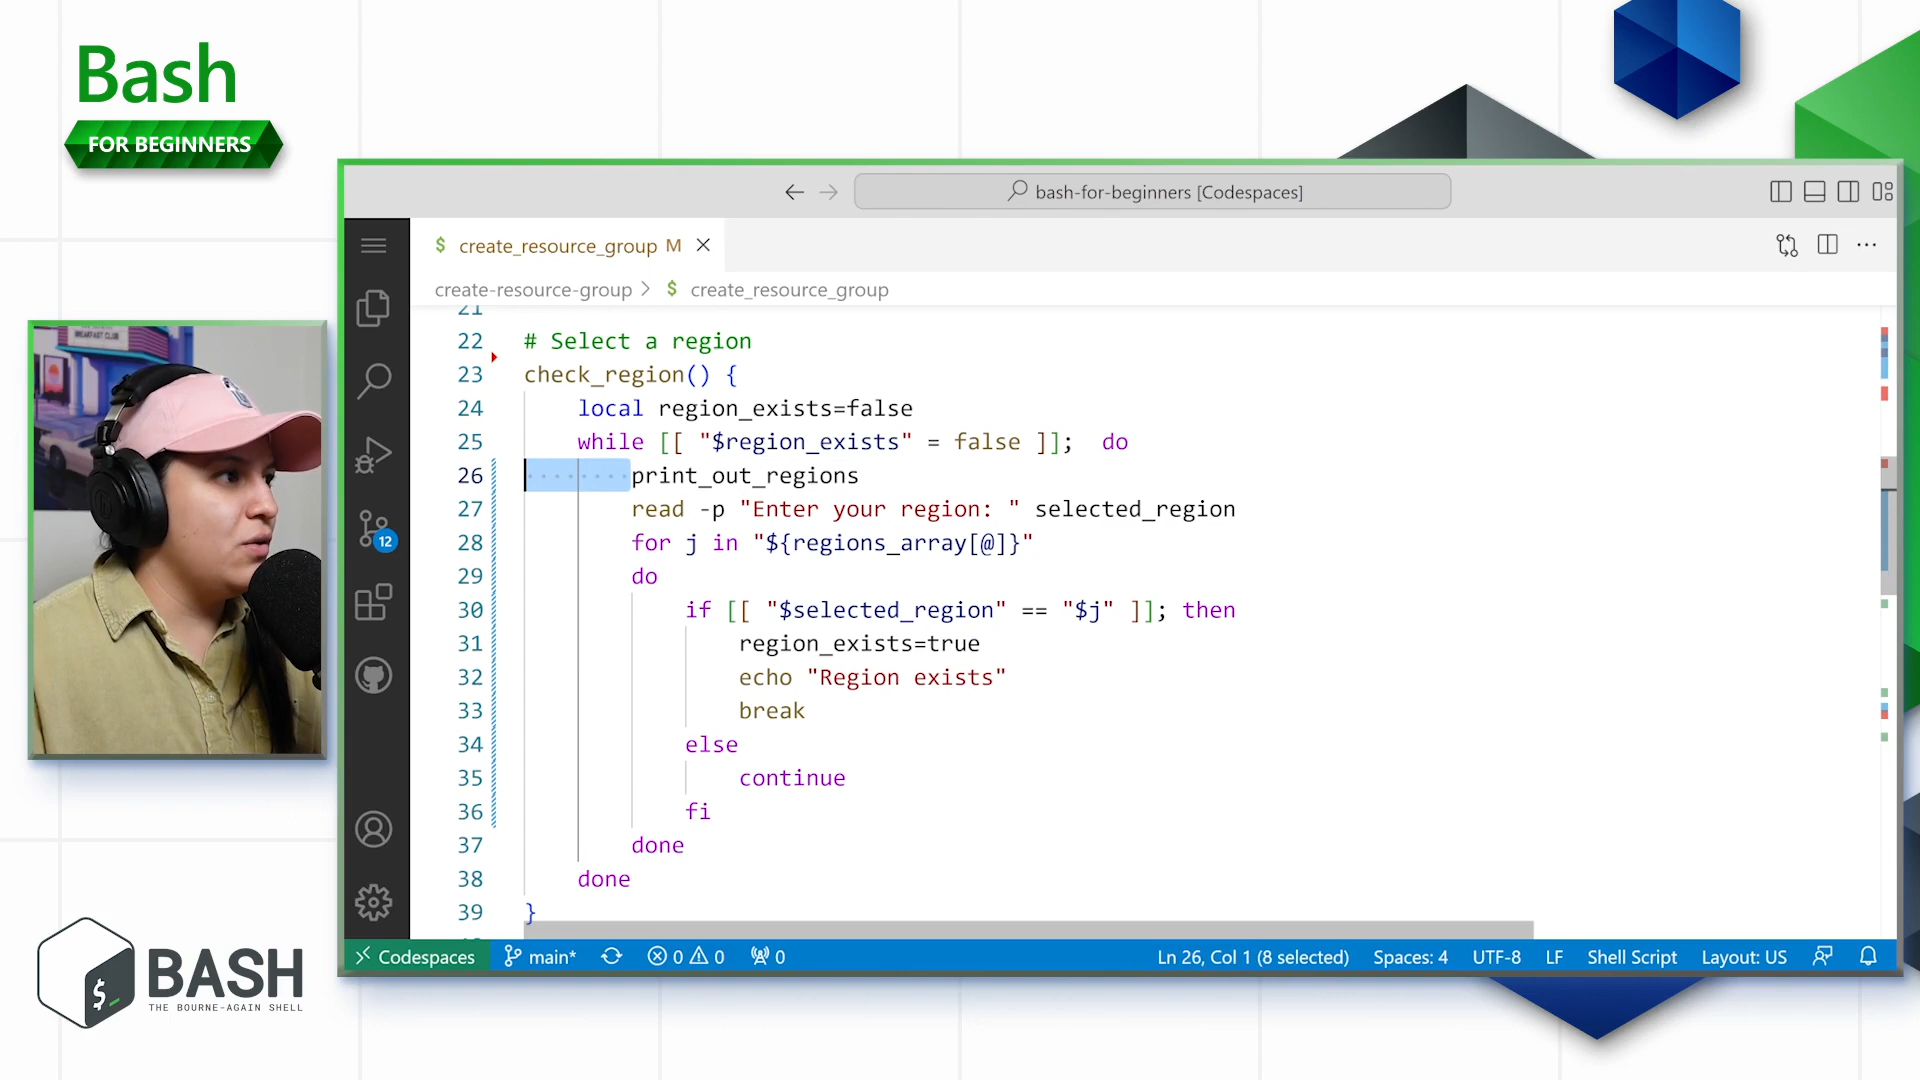 Bash
FOR BEGINNERS
bash-for-beginners [Codespaces]
$ create_resource_group M
create-resource-group > $ create_resource_group
21
22 # Select a region
23 check_region() {
24 local region_exists=false
25 while [[ "$region_exists" = false ]];  do
26 ········print_out_regions
27 read -p "Enter your region: " selected_region
28 for j in "${regions_array[@]}"
29 do
30 if [[ "$selected_region" == "$j" ]]; then
31 region_exists=true
32 echo "Region exists"
33 break
34 else
35 continue
36 fi
37 done
38 done
39 }
12
BREAKFAST CLUB
Codespaces main* 0 0 0 Ln 26, Col 1 (8 selected) Spaces: 4 UTF-8 LF Shell Script Layout: US
$_
BASH
THE BOURNE-AGAIN SHELL